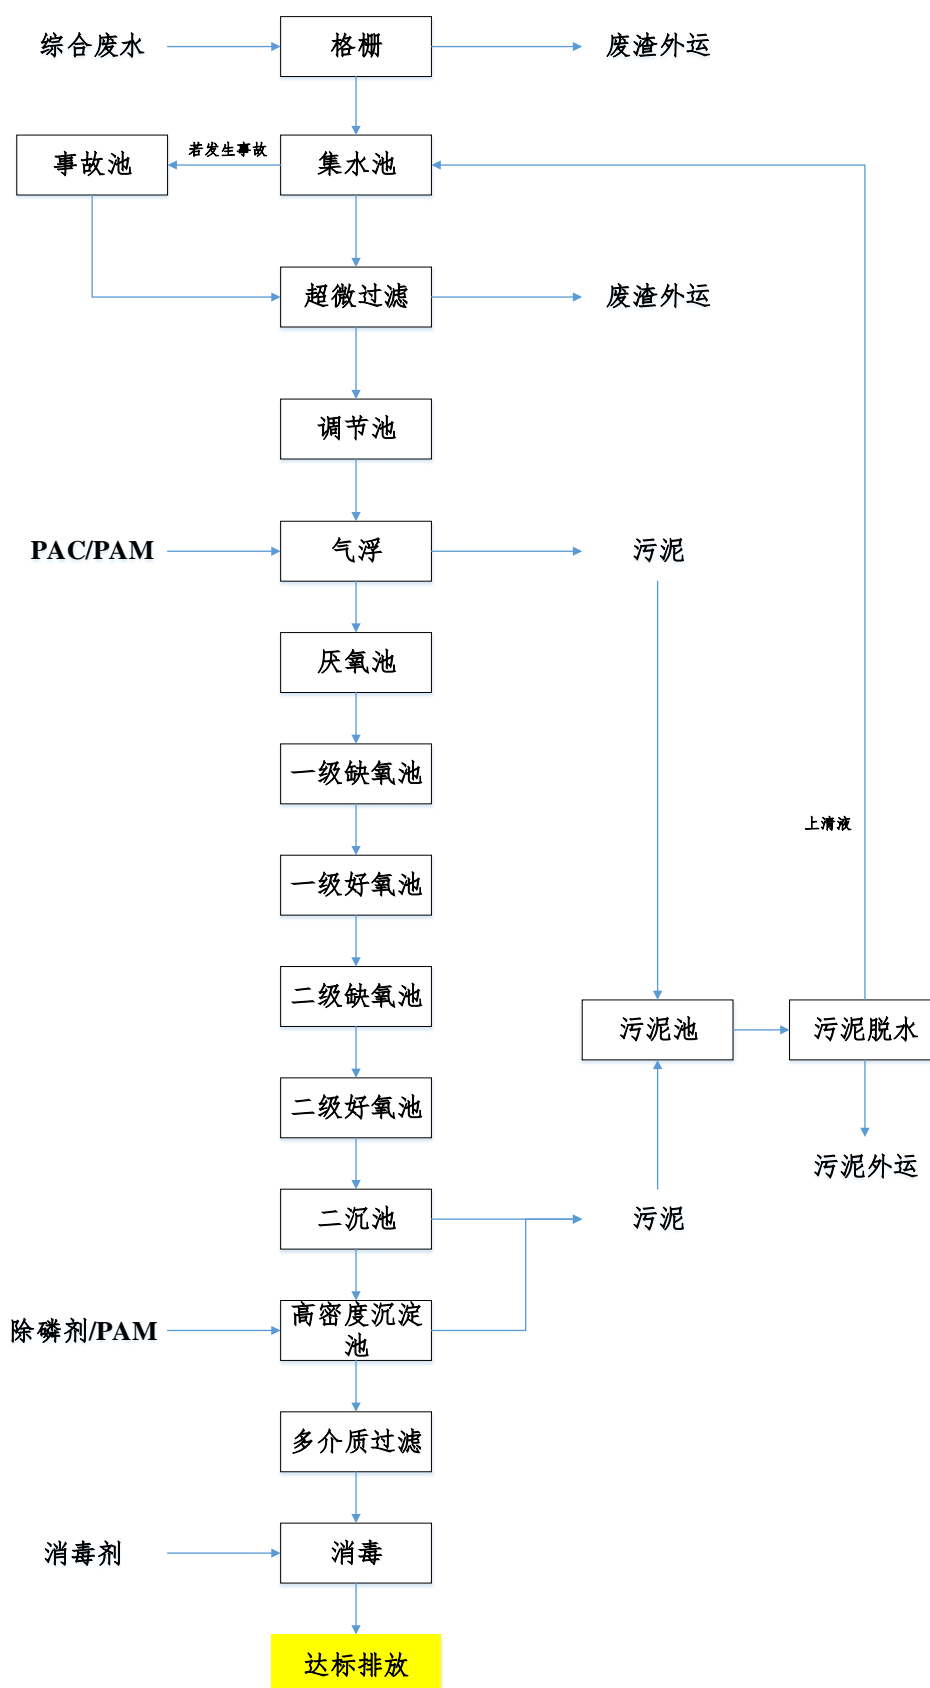 综合废水
格栅
废渣外运
事故池
若发生事故
集水池
超微过滤
废渣外运
调节池
PAC/PAM
气浮
污泥
厌氧池
一级缺氧池
上清液
一级好氧池
二级缺氧池
污泥池
污泥脱水
二级好氧池
污泥外运
二沉池
污泥
除磷剂/PAM
高密度沉淀
池
多介质过滤
消毒剂
消毒
达标排放